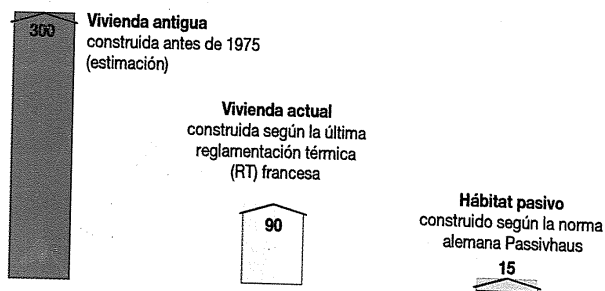 300
Vivienda antigua
construida antes de 1975
(estimación)
Vivienda actual
construida según la última
reglamentación térmica
(RT) francesa
90
Hábitat pasivo
construido según la norma
alemana Passivhaus
15